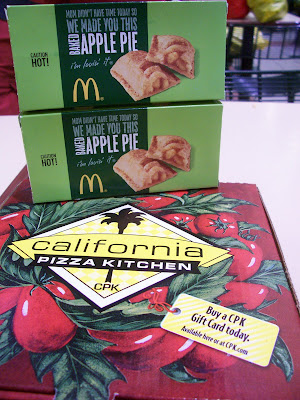 CAUTION
HOT!
MOM DIDN'T HAVE TIME TODAY SO
WE MADE YOU THIS
BAKED
APPLE PIE
i'm lovin' it
M
CAUTION
HOT!
MOM DIDN'T HAVE TIME TODAY SO
WE MADE YOU THIS
BAKED
APPLE PIE
i'm lovin' it
M
california
PIZZA KITCHEN
CPK
Buy a CPK
Gift Card today.
Available here or at CPK.com